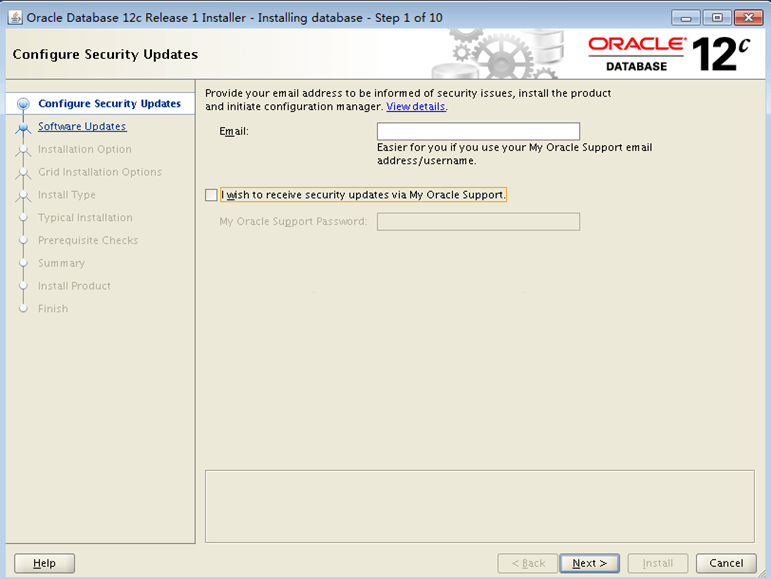 Oracle Database 12c Release 1 Installer - Installing database - Step 1 of 10
Configure Security Updates
ORACLE
DATABASE
12c
Configure Security Updates
Software Updates
Installation Option
Grid Installation Options
Install Type
Typical Installation
Prerequisite Checks
Summary
Install Product
Finish
Provide your email address to be informed of security issues, install the product
and initiate configuration manager. View details.
Email:
Easier for you if you use your My Oracle Support email
address/username.
I wish to receive security updates via My Oracle Support.
My Oracle Support Password:
Help
< Back
Next >
Install
Cancel